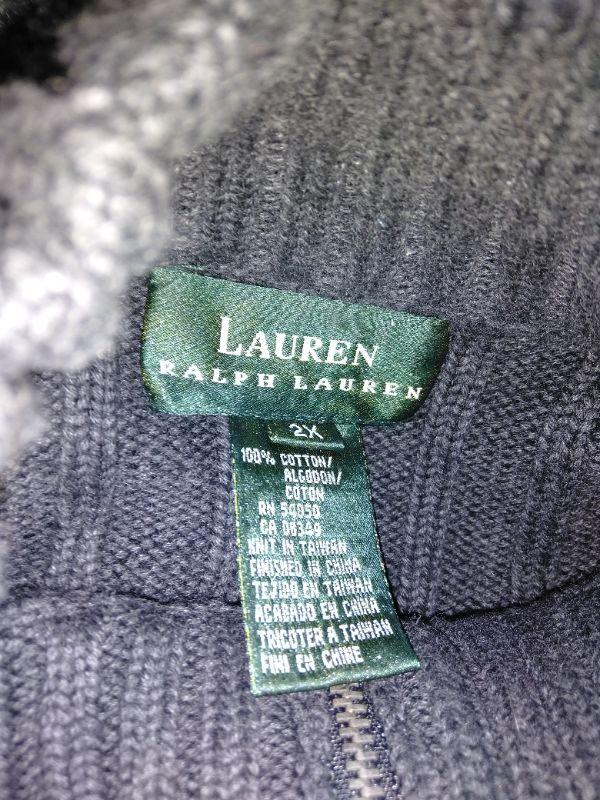 LAUREN
RALPH LAUREN
2X
100% COTTON/
ALGODON/
COTON
RN 54050
CA 06349
KNIT IN TAIWAN
FINISHED IN CHINA
TEJIDO EN TAIWAN
ACABADO EN CHINA
TRICOTER A TAIWAN
FINI EN CHINE